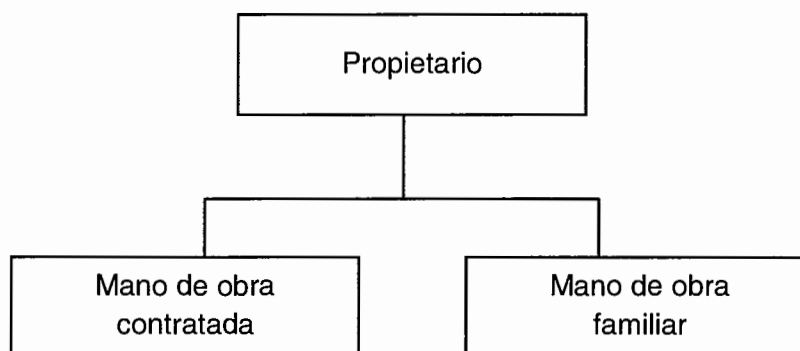 Propietario
Mano de obra
contratada
Mano de obra
familiar